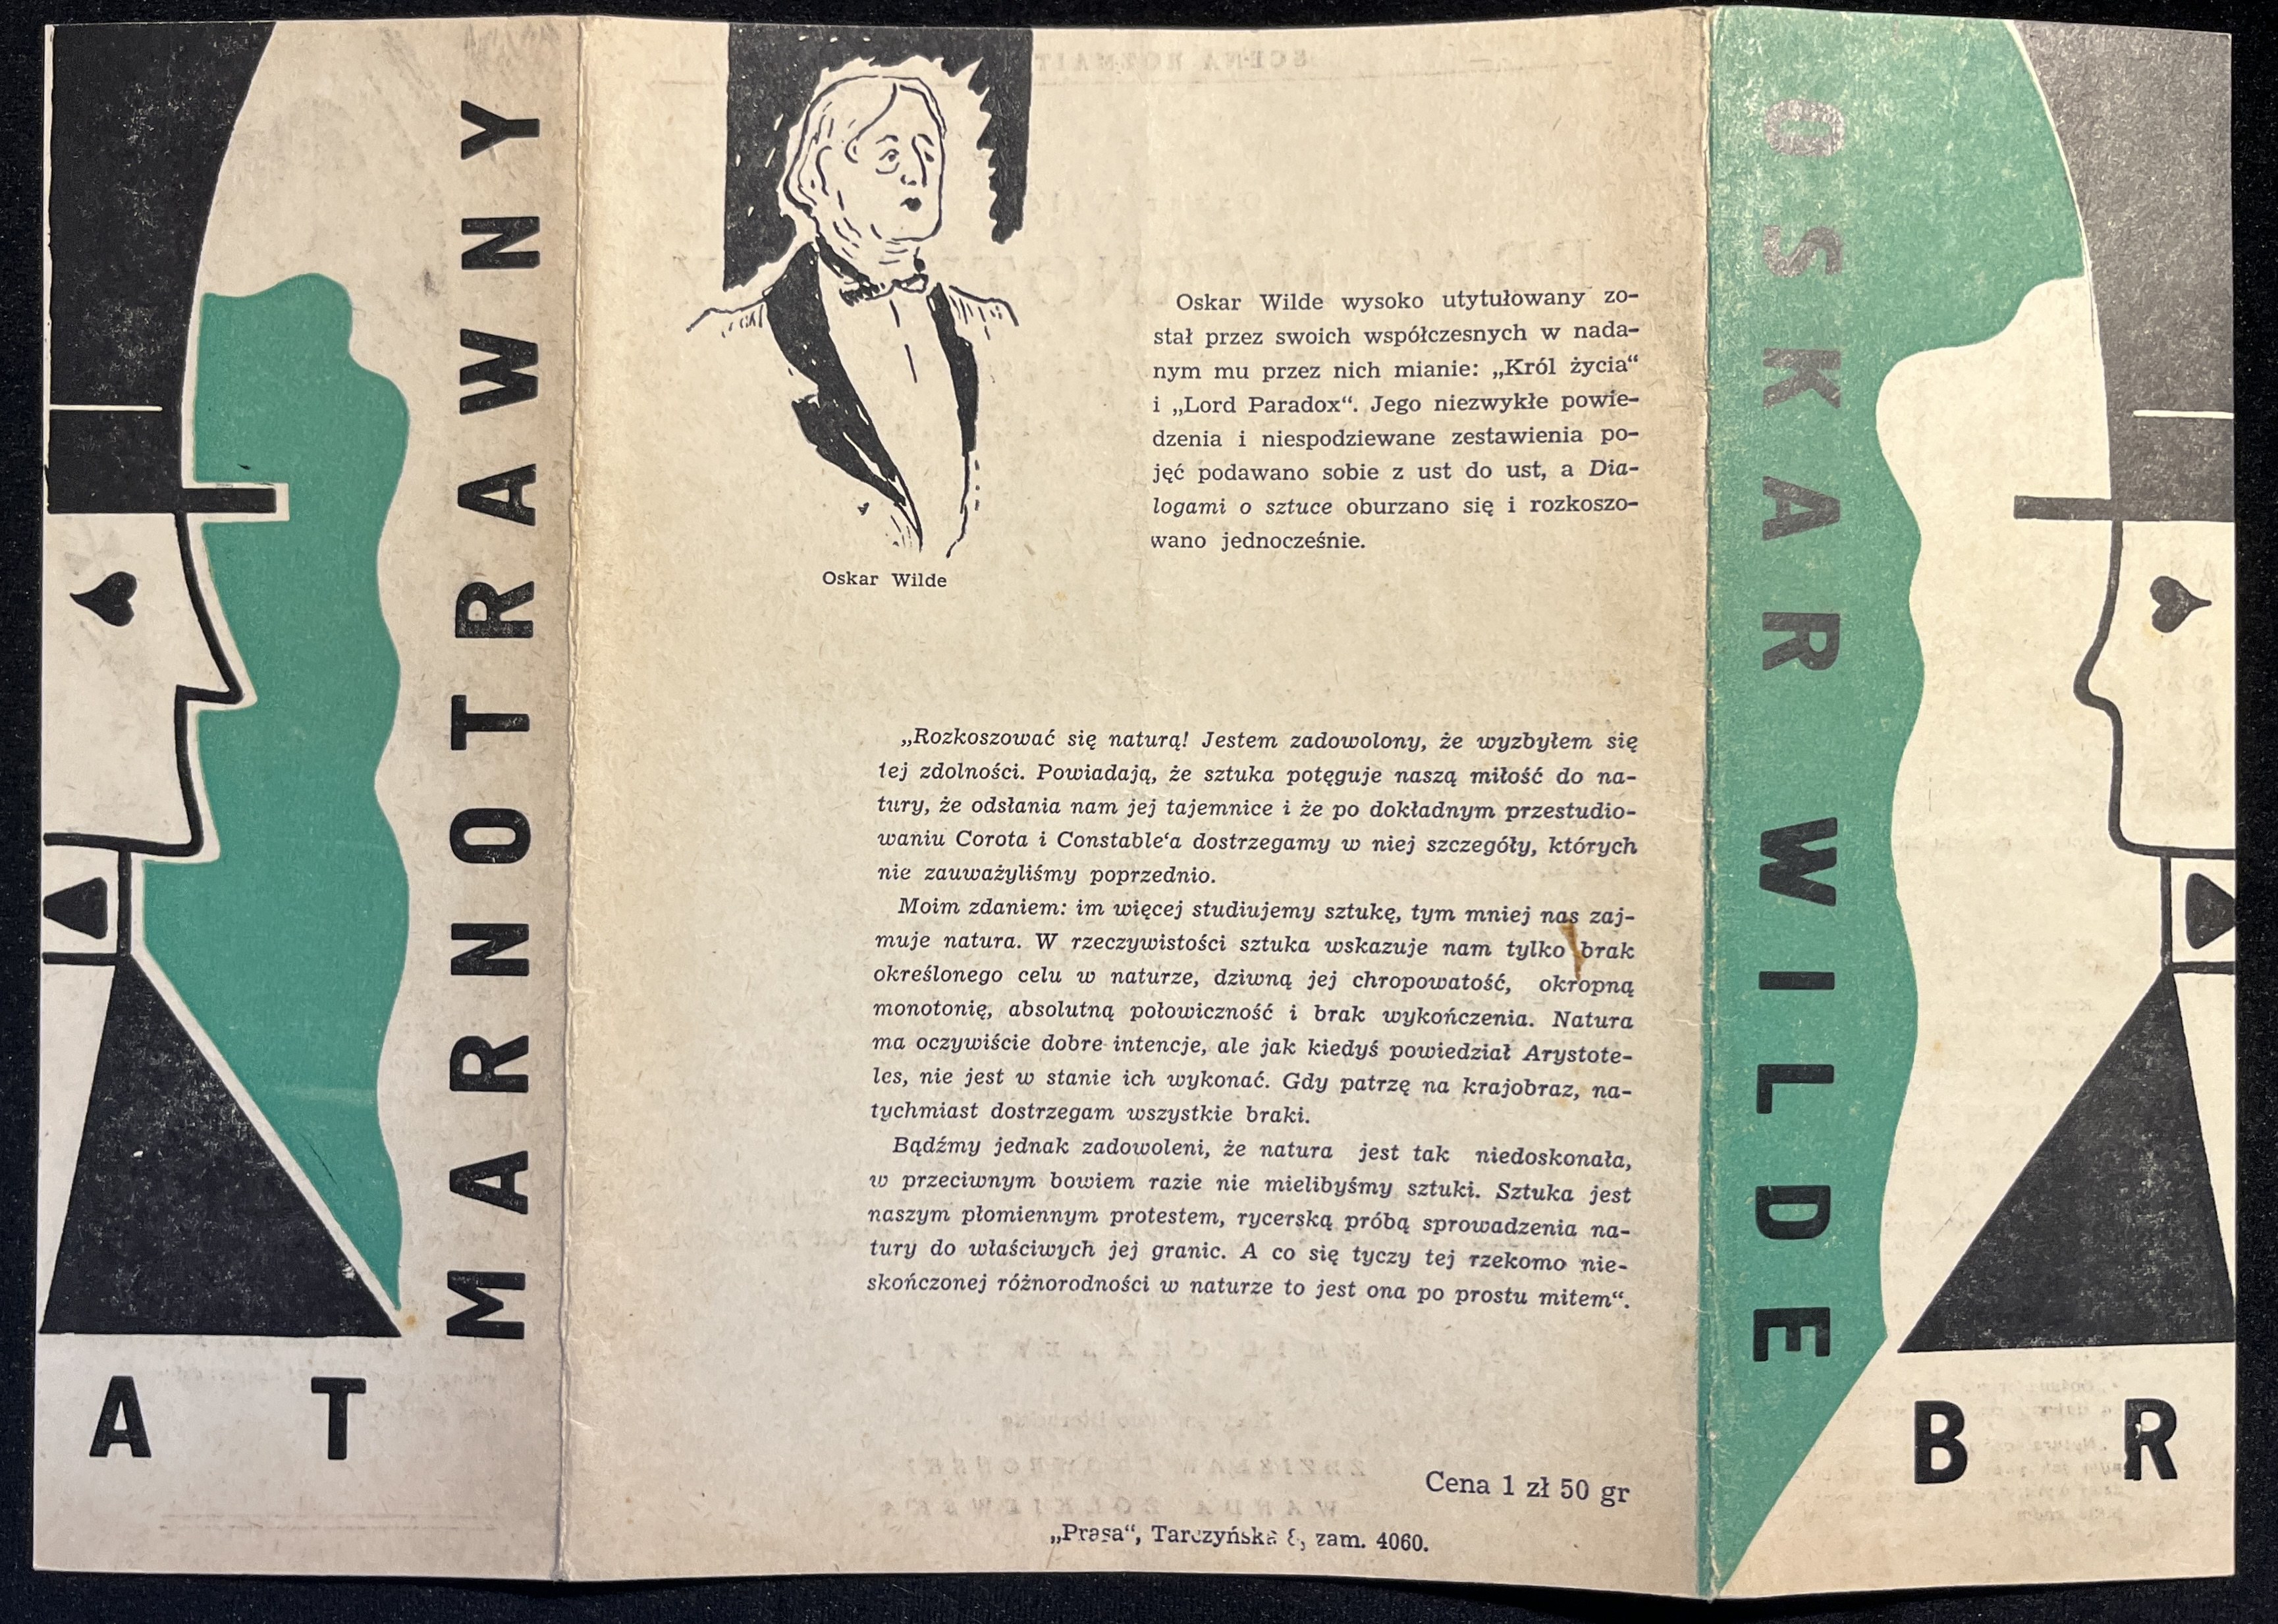 A T
MARNOTRAWNY
Oskar Wilde
Oskar Wilde wysoko utytułowany zo-
stał przez swoich współczesnych w nada-
nym mu przez nich mianie: „Król życia“
i „Lord Paradox“. Jego niezwykłe powie-
dzenia i niespodziewane zestawienia po-
jęć podawano sobie z ust do ust, a Dia-
logami o sztuce oburzano się i rozkoszo-
wano jednocześnie.
„Rozkoszować się naturą! Jestem zadowolony, że wyzbyłem się
tej zdolności. Powiadają, że sztuka potęguje naszą miłość do na-
tury, że odsłania nam jej tajemnice i że po dokładnym przestudio-
waniu Corota i Constable‘a dostrzegamy w niej szczegóły, których
nie zauważyliśmy poprzednio.
Moim zdaniem: im więcej studiujemy sztukę, tym mniej nas zaj-
muje natura. W rzeczywistości sztuka wskazuje nam tylko brak
określonego celu w naturze, dziwną jej chropowatość, okropną
monotonię, absolutną połowiczność i brak wykończenia. Natura
ma oczywiście dobre intencje, ale jak kiedyś powiedział Arystote-
les, nie jest w stanie ich wykonać. Gdy patrzę na krajobraz, na-
tychmiast dostrzegam wszystkie braki.
Bądźmy jednak zadowoleni, że natura jest tak niedoskonała,
w przeciwnym bowiem razie nie mielibyśmy sztuki. Sztuka jest
naszym płomiennym protestem, rycerską próbą sprowadzenia na-
tury do właściwych jej granic. A co się tyczy tej rzekomo nie-
skończonej różnorodności w naturze to jest ona po prostu mitem“.
Cena 1 zł 50 gr
„Prasa“, Tarczyńska 8, zam. 4060.
OSKAR WILDE
B R